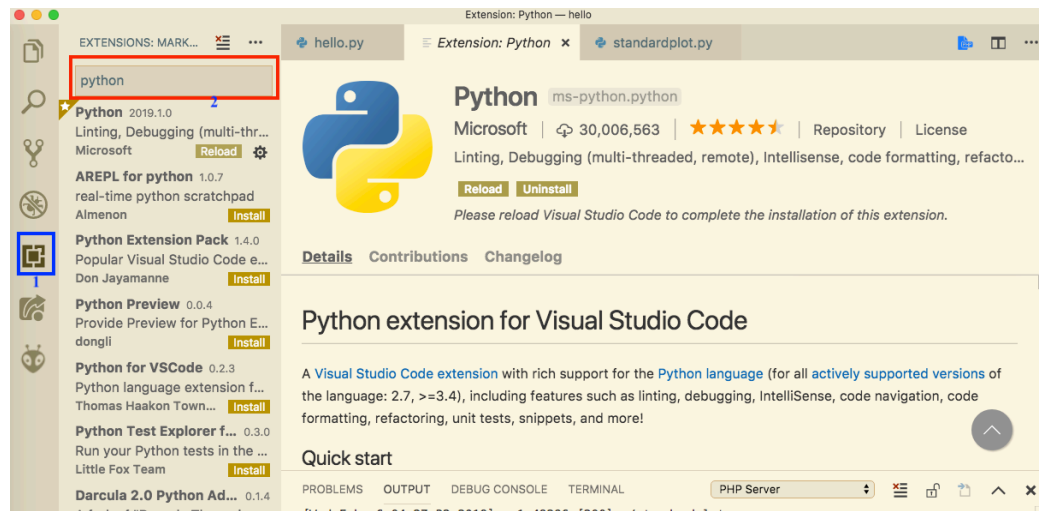 Extension: Python — hello
EXTENSIONS: MARK...
hello.py
Extension: Python
standardplot.py
python
2
1
Python 2019.1.0
Linting, Debugging (multi-thr...
Microsoft Reload
AREPL for python 1.0.7
real-time python scratchpad
Almenon Install
Python Extension Pack 1.4.0
Popular Visual Studio Code e...
Don Jayamanne Install
Python Preview 0.0.4
Provide Preview for Python E...
dongli Install
Python for VSCode 0.2.3
Python language extension f...
Thomas Haakon Town... Install
Python Test Explorer f... 0.3.0
Run your Python tests in the ...
Little Fox Team Install
Darcula 2.0 Python Ad... 0.1.4
Python ms-python.python
Microsoft 30,006,563 Repository License
Linting, Debugging (multi-threaded, remote), Intellisense, code formatting, refacto...
Reload Uninstall
Please reload Visual Studio Code to complete the installation of this extension.
Details Contributions Changelog
Python extension for Visual Studio Code
A Visual Studio Code extension with rich support for the Python language (for all actively supported versions of
the language: 2.7, >=3.4), including features such as linting, debugging, IntelliSense, code navigation, code
formatting, refactoring, unit tests, snippets, and more!
Quick start
PROBLEMS OUTPUT DEBUG CONSOLE TERMINAL PHP Server